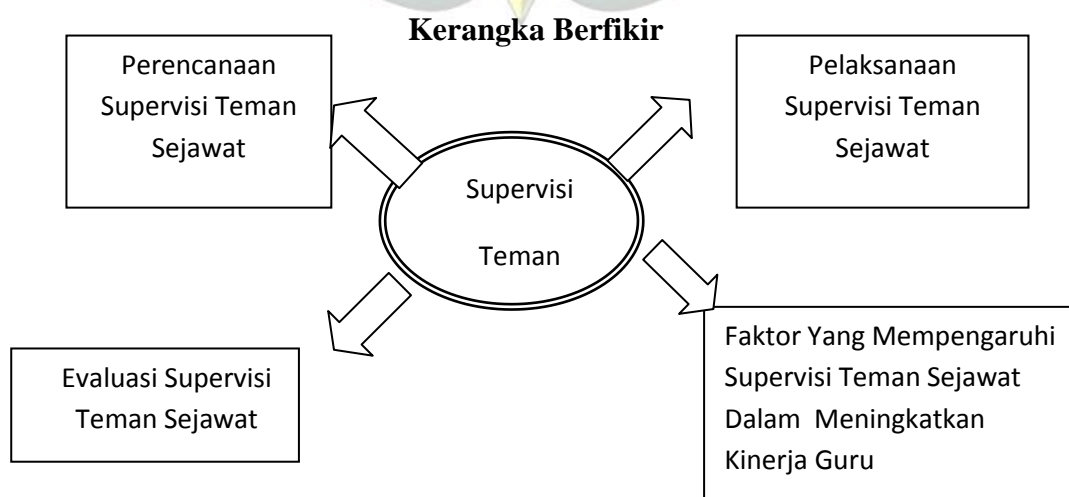 Kerangka Berfikir
Perencanaan
Supervisi Teman
Sejawat
Pelaksanaan
Supervisi Teman
Sejawat
Supervisi
Teman
Evaluasi Supervisi
Teman Sejawat
Faktor Yang Mempengaruhi
Supervisi Teman Sejawat
Dalam Meningkatkan
Kinerja Guru